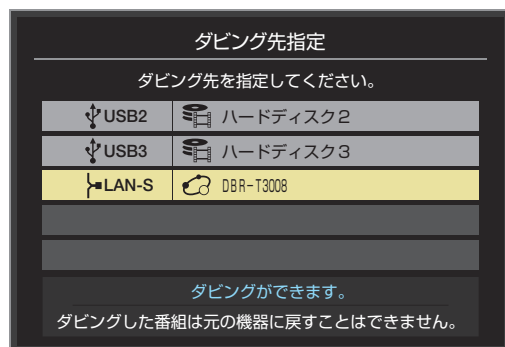 ダビング先指定
ダビング先を指定してください。
USB2 ハードディスク2
USB3 ハードディスク3
LAN-S DBR-T3008
ダビングができます。
ダビングした番組は元の機器に戻すことはできません。